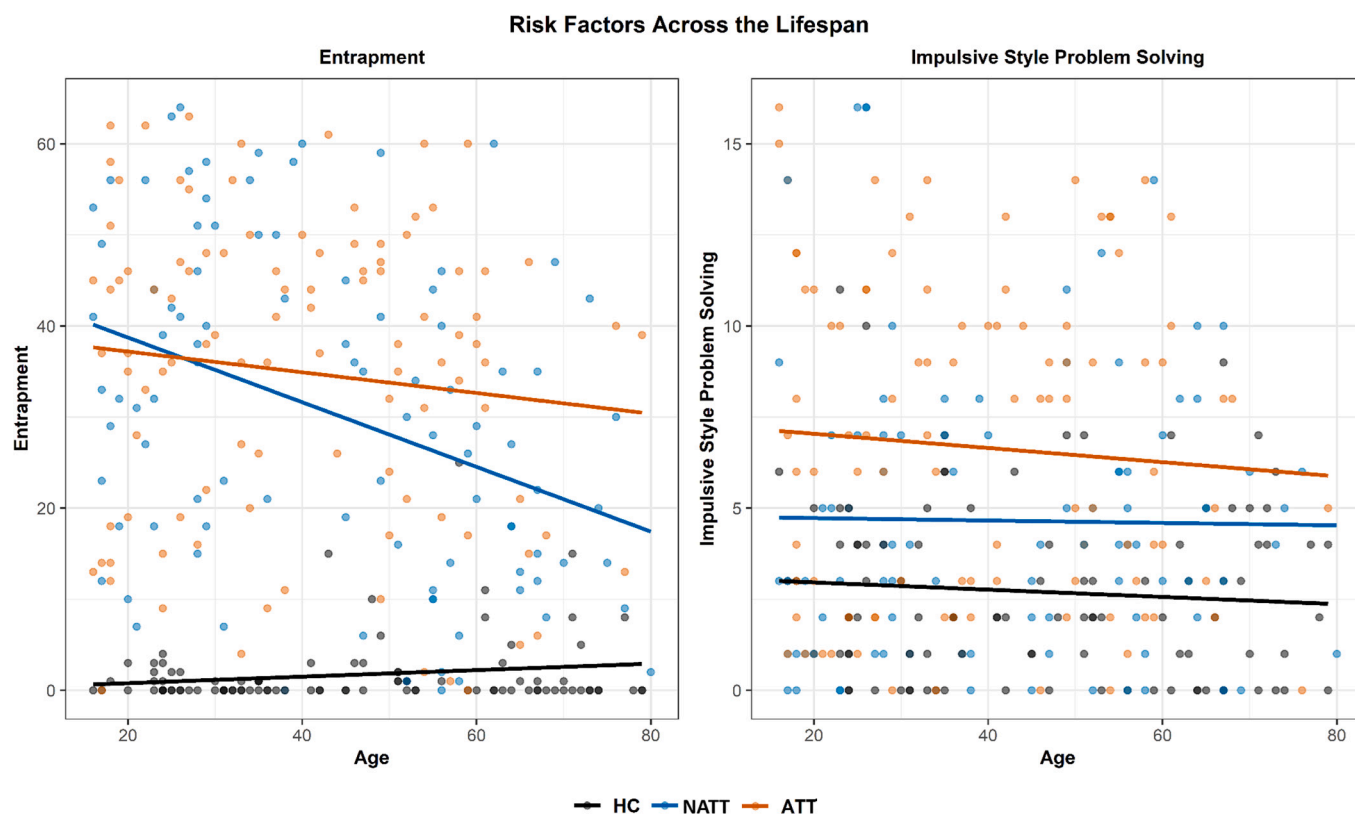 Risk Factors Across the Lifespan
Entrapment
Impulsive Style Problem Solving
Entrapment
60
40
20
0
20
40
60
80
Age
Impulsive Style Problem Solving
15
10
5
0
20
40
60
80
Age
HC NATT ATT